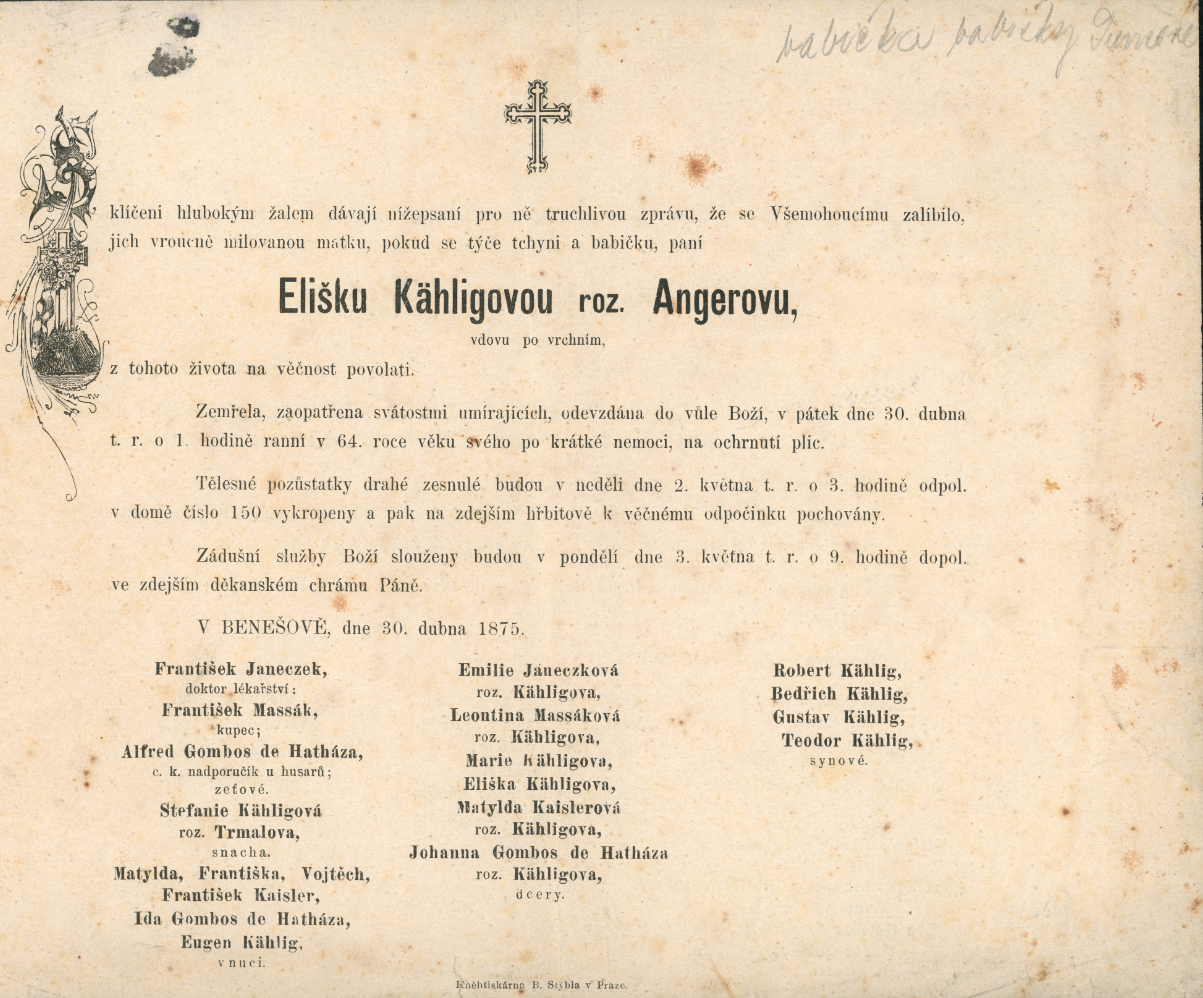 babička babičky
Sklíčeni hlubokým žalem dávají nížepsaní pro ně truchlivou zprávu, že se Všemohoucímu zalíbilo,
jich vroucně milovanou matku, pokud se týče tchyni a babičku, paní
Elišku Kähligovou roz. Angerovu,
vdovu po vrchním,
z tohoto života na věčnost povolati.
Zemřela, zaopatřena svátostmi umírajících, odevzdána do vůle Boží, v pátek dne 30. dubna
t. r. o 1. hodině ranní v 64. roce věku svého po krátké nemoci, na ochrnutí plic.
Tělesné pozůstatky drahé zesnulé budou v neděli dne 2. května t. r. o 3. hodině odpol.
v domě číslo 150 vykropeny a pak na zdejším hřbitově k věčnému odpočinku pochovány.
Zádušní služby Boží slouženy budou v pondělí dne 3. května t. r. o 9. hodině dopol.
ve zdejším děkanském chrámu Páně.
V BENEŠOVĚ, dne 30. dubna 1875.
František Janeczek,
doktor lékařství;
František Massák,
kupec;
Alfred Gombos de Hatháza,
c. k. nadporučík u husarů;
zeťové.
Stefanie Kähligová
roz. Trmalova,
snacha.
Matylda, Františka, Vojtěch,
František Kaisler,
Ida Gombos de Hatháza,
Eugen Kählig,
vnuci.
Emilie Janeczková
roz. Kähligova,
Leontina Massáková
roz. Kähligova,
Marie Kähligova,
Eliška Kähligova,
Matylda Kaislerová
roz. Kähligova,
Johanna Gombos de Hatháza
roz. Kähligova,
dcery.
Robert Kählig,
Bedřich Kählig,
Gustav Kählig,
Teodor Kählig,
synové.
Kněhtiskárna B. Stýbla v Praze.